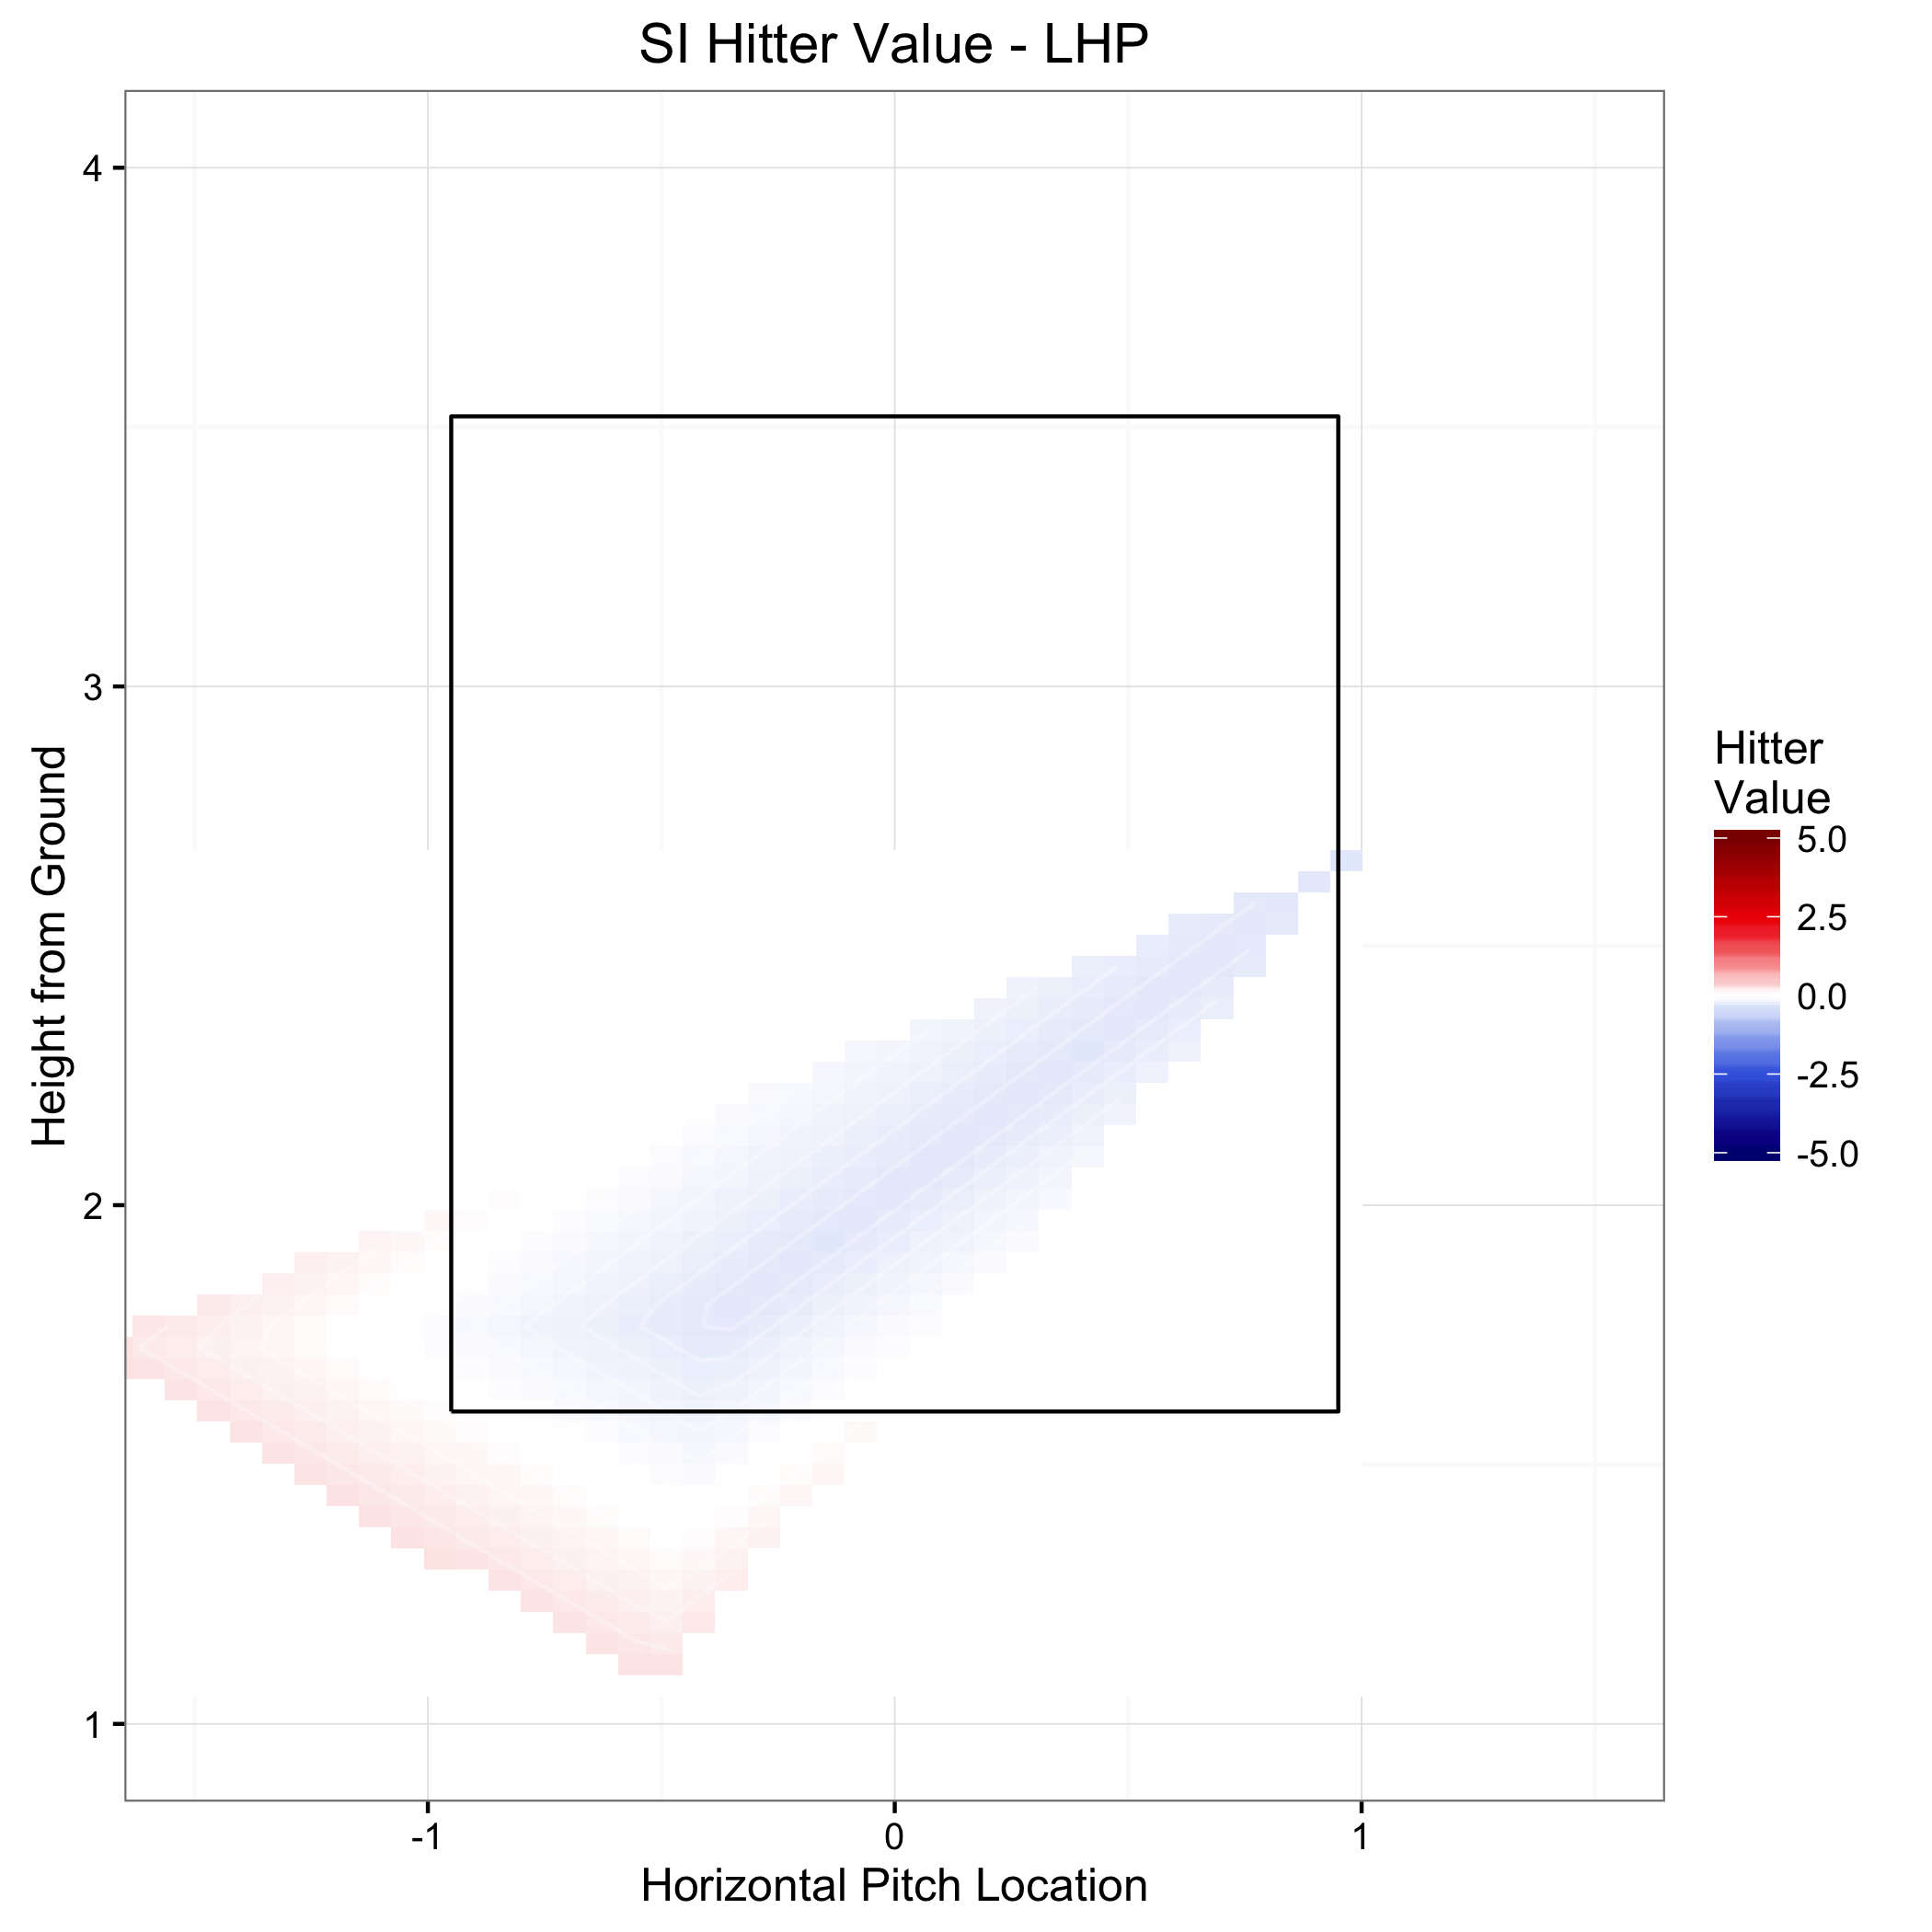 SI Hitter Value - LHP
4
3
2
1
Height from Ground
-1 0 1
Horizontal Pitch Location
Hitter
Value
5.0
2.5
0.0
-2.5
-5.0